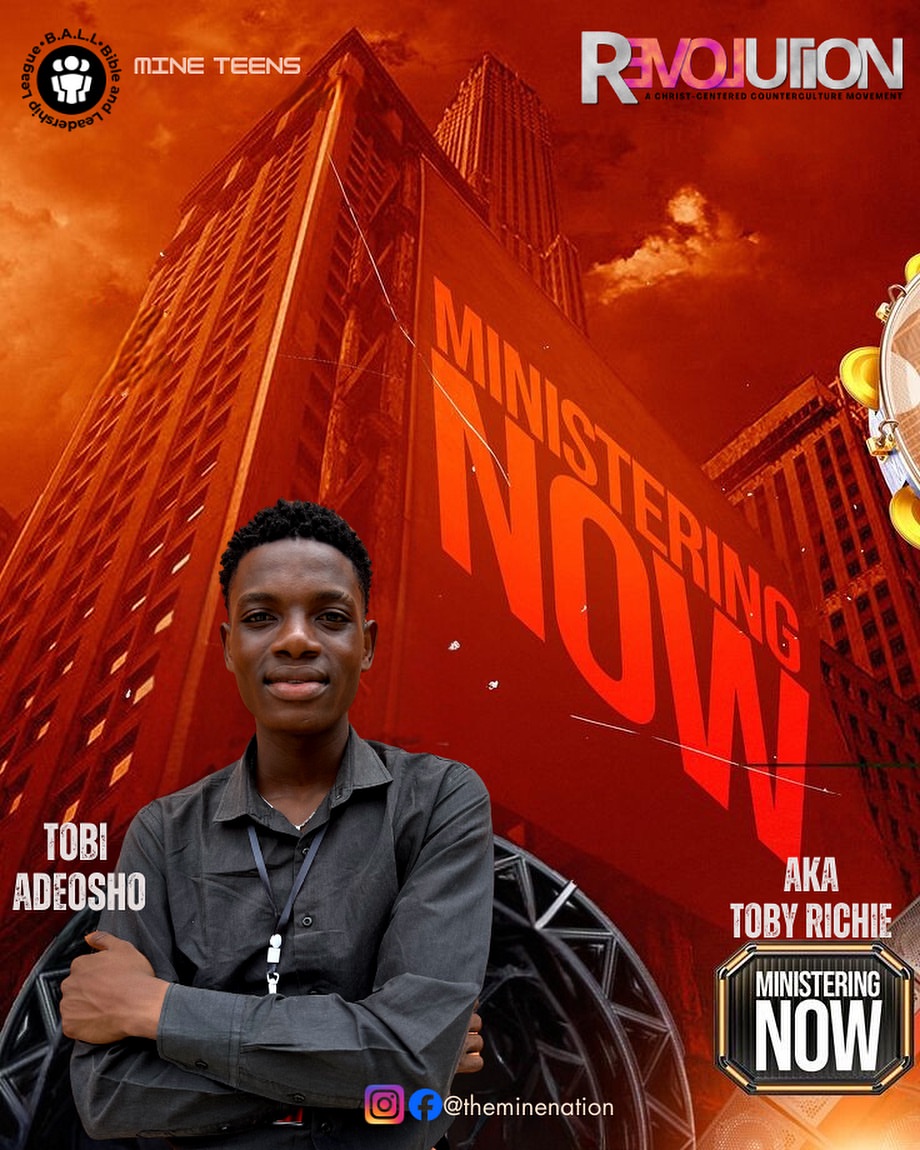 B.A.L.L • Bible and Leadership League •
MINE TEENS
REVOLUTION
A CHRIST-CENTERED COUNTERCULTURE MOVEMENT
MINISTERING
NOW
TOBI
ADEOSHO
AKA
TOBY RICHIE
MINISTERING
NOW
@theminenation